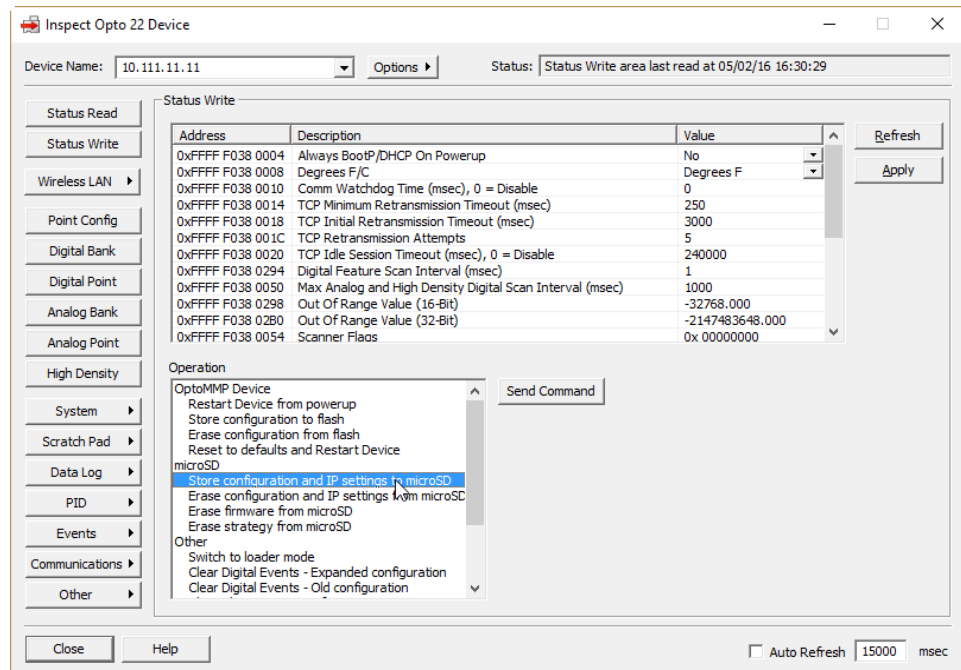 Inspect Opto 22 Device
Device Name: 10.111.11.11 Options Status: Status Write area last read at 05/02/16 16:30:29
Status Read
Status Write
Wireless LAN
Point Config
Digital Bank
Digital Point
Analog Bank
Analog Point
High Density
System
Scratch Pad
Data Log
PID
Events
Communications
Other
Status Write
Address Description Value
0xFFFF F038 0004 Always BootP/DHCP On Powerup No
0xFFFF F038 0008 Degrees F/C Degrees F
0xFFFF F038 0010 Comm Watchdog Time (msec), 0 = Disable 0
0xFFFF F038 0014 TCP Minimum Retransmission Timeout (msec) 250
0xFFFF F038 0018 TCP Initial Retransmission Timeout (msec) 3000
0xFFFF F038 001C TCP Retransmission Attempts 5
0xFFFF F038 0020 TCP Idle Session Timeout (msec), 0 = Disable 240000
0xFFFF F038 0294 Digital Feature Scan Interval (msec) 1
0xFFFF F038 0050 Max Analog and High Density Digital Scan Interval (msec) 1000
0xFFFF F038 0298 Out Of Range Value (16-Bit) -32768.000
0xFFFF F038 02B0 Out Of Range Value (32-Bit) -2147483648.000
0xFFFF F038 0054 Scanner Flags 0x 00000000
Refresh
Apply
Operation
OptoMMP Device
Restart Device from powerup
Store configuration to flash
Erase configuration from flash
Reset to defaults and Restart Device
microSD
Store configuration and IP settings to microSD
Erase configuration and IP settings from microSD
Erase firmware from microSD
Erase strategy from microSD
Other
Switch to loader mode
Clear Digital Events - Expanded configuration
Clear Digital Events - Old configuration
Send Command
Close Help Auto Refresh 15000 msec